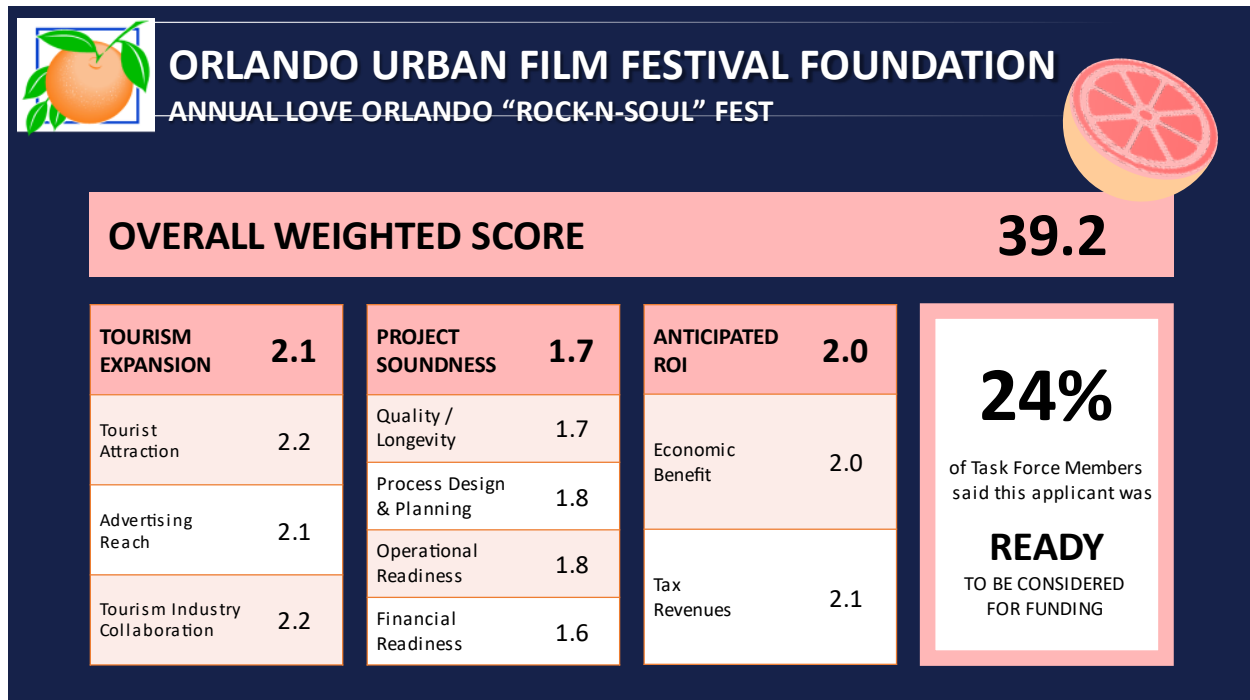 ORLANDO URBAN FILM FESTIVAL FOUNDATION
ANNUAL LOVE ORLANDO “ROCK-N-SOUL” FEST
OVERALL WEIGHTED SCORE 39.2
TOURISM
EXPANSION 2.1
Tourist
Attraction 2.2
Advertising
Reach 2.1
Tourism Industry
Collaboration 2.2
PROJECT
SOUNDNESS 1.7
Quality /
Longevity 1.7
Process Design
& Planning 1.8
Operational
Readiness 1.8
Financial
Readiness 1.6
ANTICIPATED
ROI 2.0
Economic
Benefit 2.0
Tax
Revenues 2.1
24%
of Task Force Members
said this applicant was
READY
TO BE CONSIDERED
FOR FUNDING